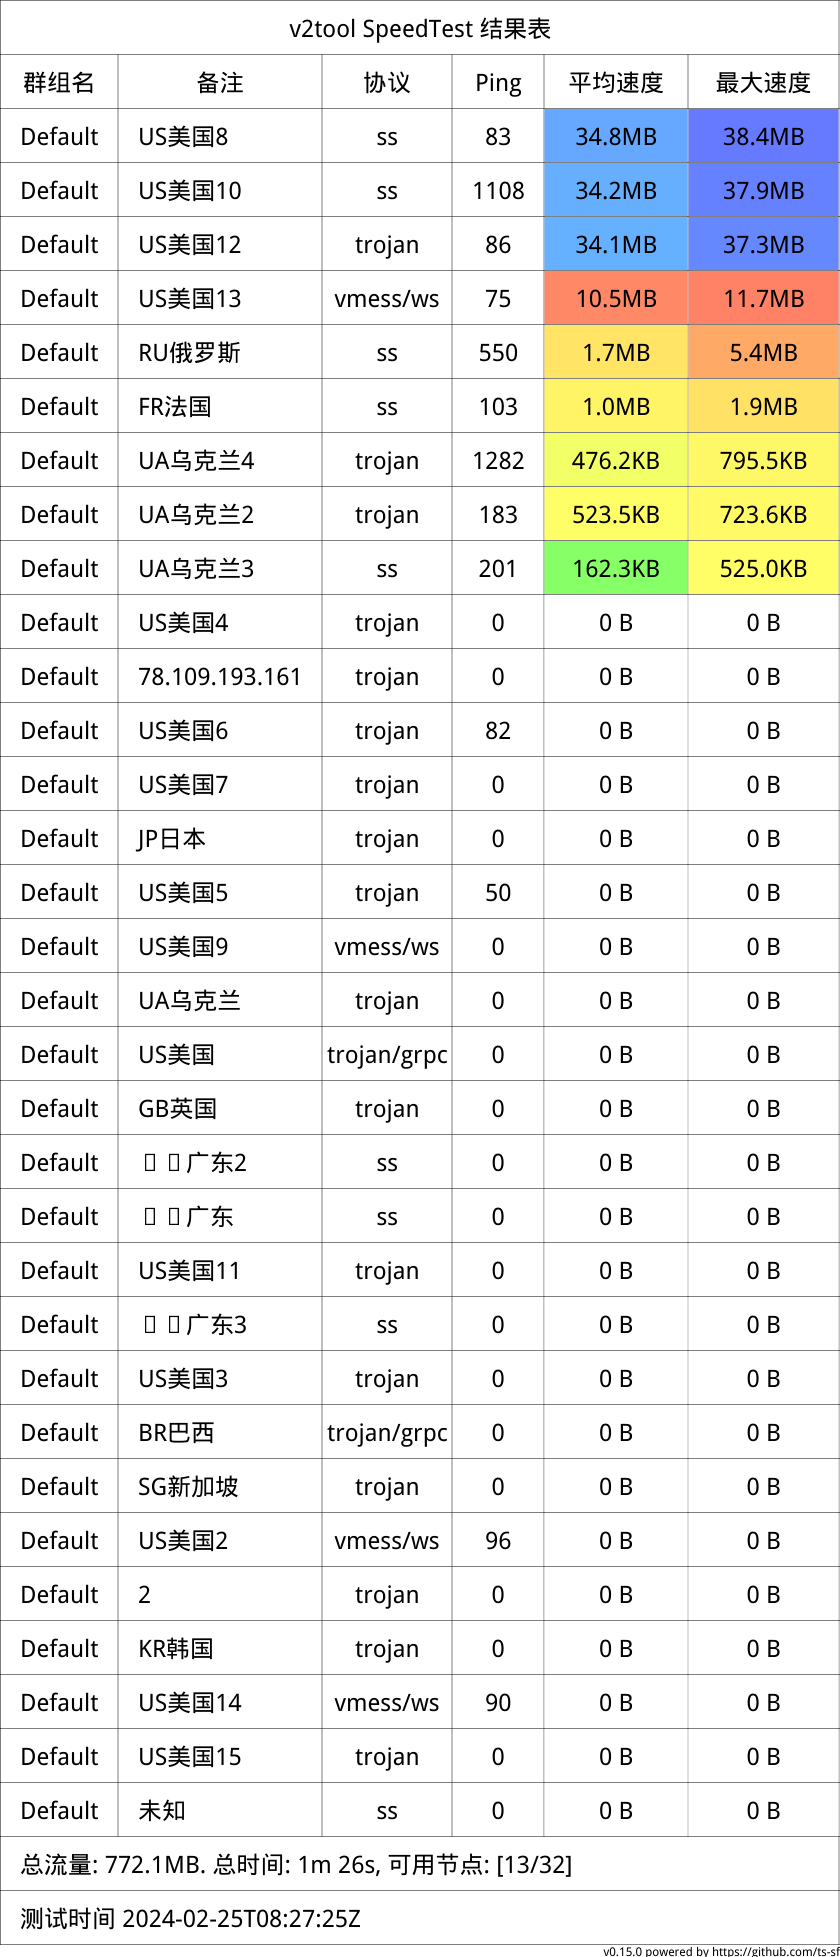 v2tool SpeedTest 结果表
群组名 备注 协议 Ping 平均速度 最大速度
Default US美国8 ss 83 34.8MB 38.4MB
Default US美国10 ss 1108 34.2MB 37.9MB
Default US美国12 trojan 86 34.1MB 37.3MB
Default US美国13 vmess/ws 75 10.5MB 11.7MB
Default RU俄罗斯 ss 550 1.7MB 5.4MB
Default FR法国 ss 103 1.0MB 1.9MB
Default UA乌克兰4 trojan 1282 476.2KB 795.5KB
Default UA乌克兰2 trojan 183 523.5KB 723.6KB
Default UA乌克兰3 ss 201 162.3KB 525.0KB
Default US美国4 trojan 0 0 B 0 B
Default 78.109.193.161 trojan 0 0 B 0 B
Default US美国6 trojan 82 0 B 0 B
Default US美国7 trojan 0 0 B 0 B
Default JP日本 trojan 0 0 B 0 B
Default US美国5 trojan 50 0 B 0 B
Default US美国9 vmess/ws 0 0 B 0 B
Default UA乌克兰 trojan 0 0 B 0 B
Default US美国 trojan/grpc 0 0 B 0 B
Default GB英国 trojan 0 0 B 0 B
Default 广东2 ss 0 0 B 0 B
Default 广东 ss 0 0 B 0 B
Default US美国11 trojan 0 0 B 0 B
Default 广东3 ss 0 0 B 0 B
Default US美国3 trojan 0 0 B 0 B
Default BR巴西 trojan/grpc 0 0 B 0 B
Default SG新加坡 trojan 0 0 B 0 B
Default US美国2 vmess/ws 96 0 B 0 B
Default 2 trojan 0 0 B 0 B
Default KR韩国 trojan 0 0 B 0 B
Default US美国14 vmess/ws 90 0 B 0 B
Default US美国15 trojan 0 0 B 0 B
Default 未知 ss 0 0 B 0 B
总流量: 772.1MB. 总时间: 1m 26s, 可用节点: [13/32]
测试时间 2024-02-25T08:27:25Z
v0.15.0 powered by https://github.com/ts-sf